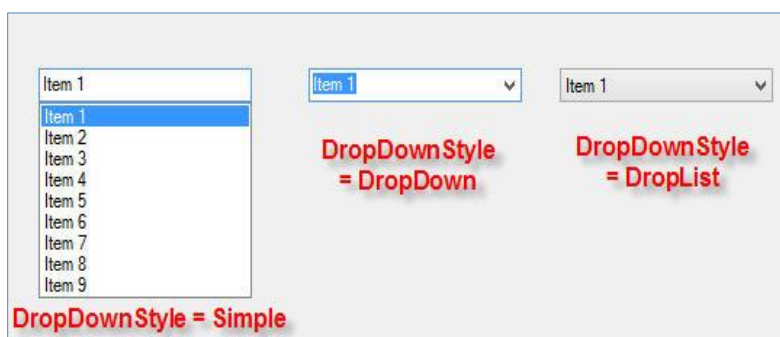 Item 1
Item 1
Item 2
Item 3
Item 4
Item 5
Item 6
Item 7
Item 8
Item 9
DropDownStyle = Simple
Item 1
DropDownStyle
= DropDown
Item 1
DropDownStyle
= DropList